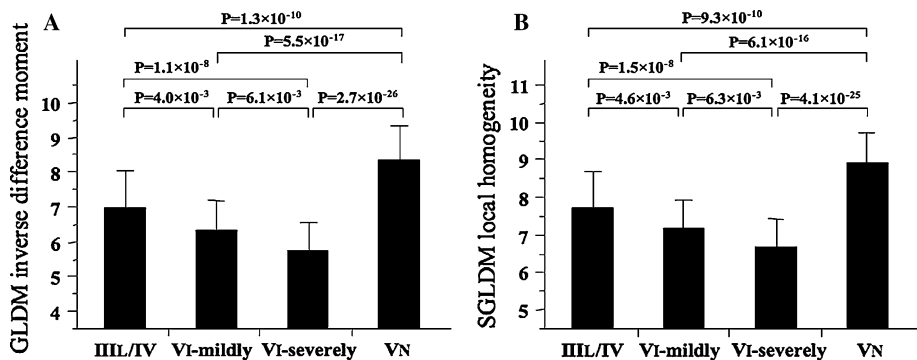 A
P=1.3×10⁻¹⁰
P=5.5×10⁻¹⁷
P=1.1×10⁻⁸
P=4.0×10⁻³ P=6.1×10⁻³ P=2.7×10⁻²⁶
GLDM inverse difference moment
10
9
8
7
6
5
4
IIIL/IV VI-mildly VI-severely VN
B
P=9.3×10⁻¹⁰
P=6.1×10⁻¹⁶
P=1.5×10⁻⁸
P=4.6×10⁻³ P=6.3×10⁻³ P=4.1×10⁻²⁵
SGLDM local homogeneity
11
10
9
8
7
6
5
IIIL/IV VI-mildly VI-severely VN